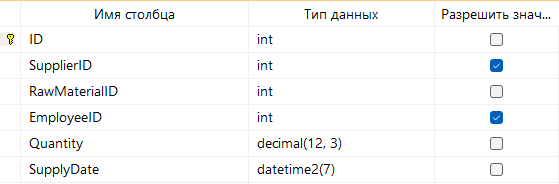 Имя столбца Тип данных Разрешить знач...
ID int
SupplierID int
RawMaterialID int
EmployeeID int
Quantity decimal(12, 3)
SupplyDate datetime2(7)